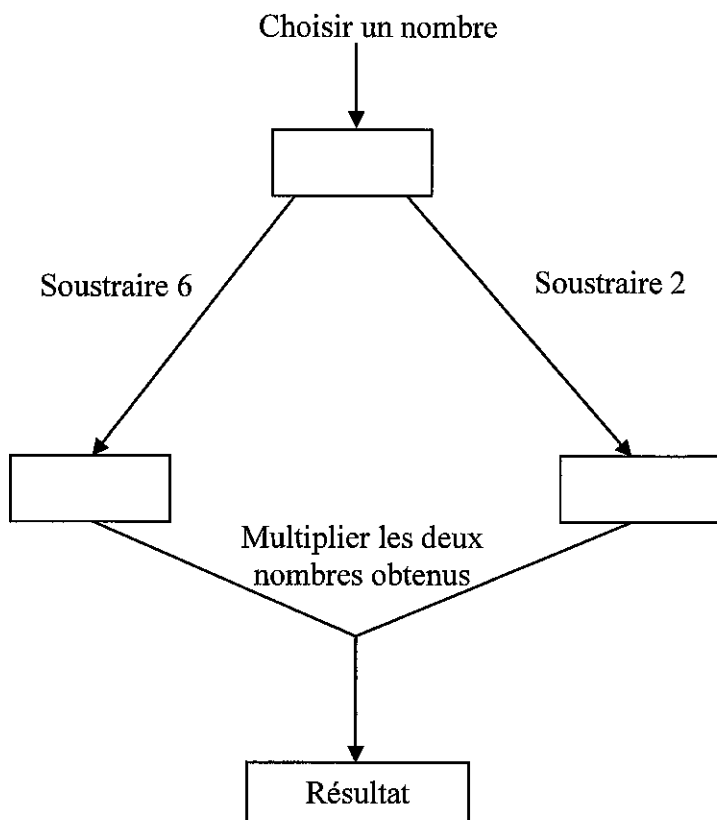 Choisir un nombre
Soustraire 6
Soustraire 2
Multiplier les deux
nombres obtenus
Résultat